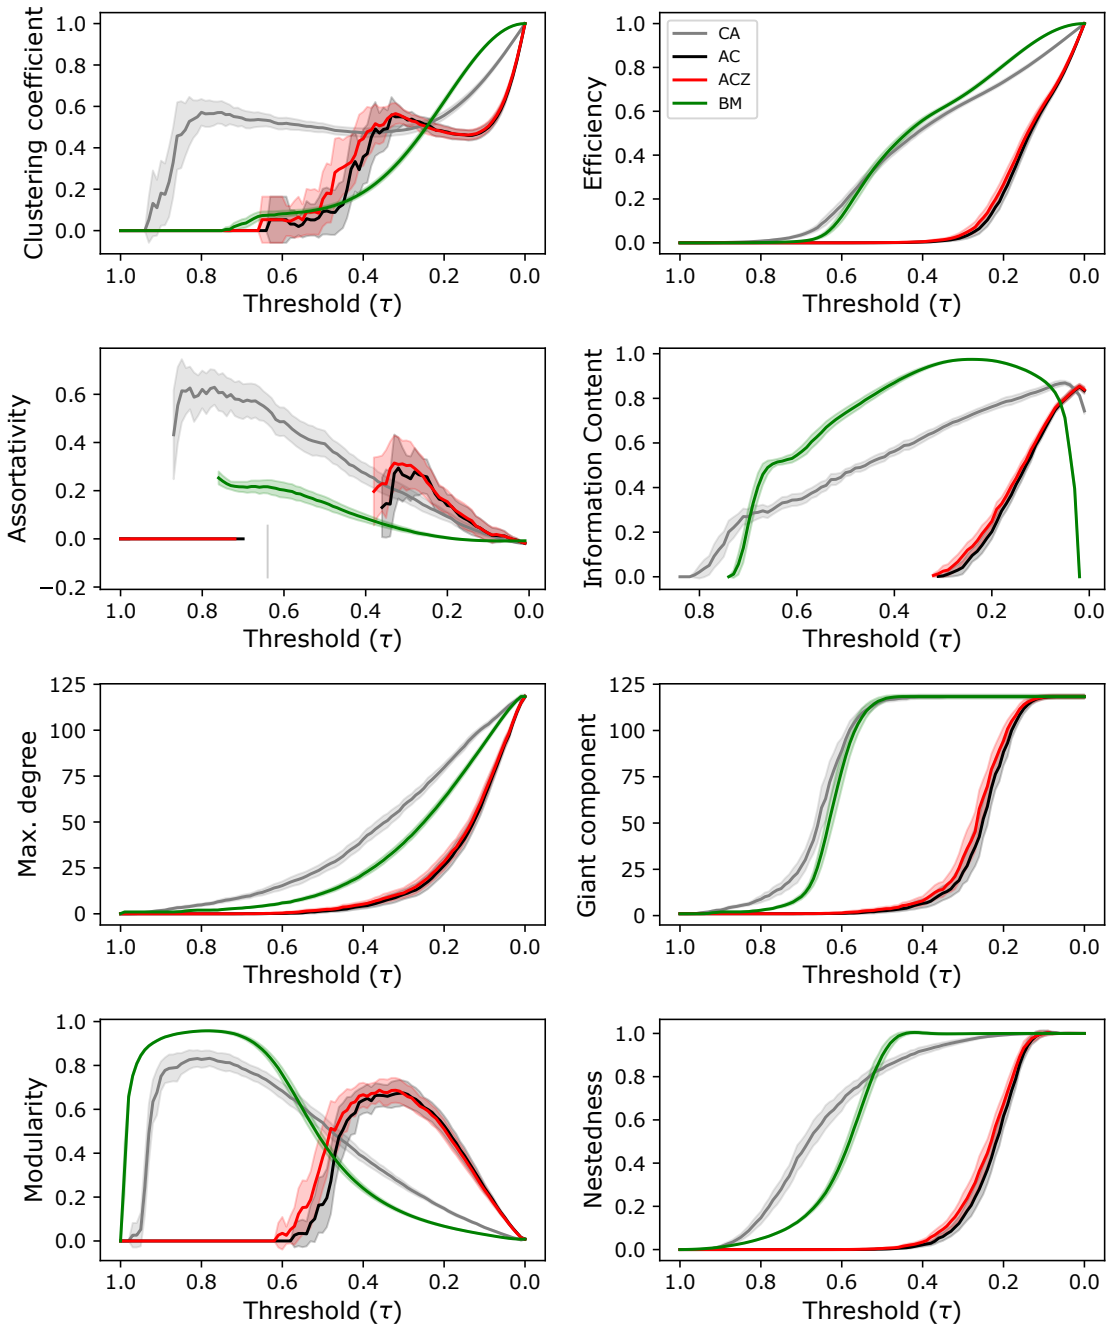 Clustering coefficient
1.0
0.8
0.6
0.4
0.2
0.0
1.0 0.8 0.6 0.4 0.2 0.0
Threshold (τ)
Efficiency
1.0
0.8
0.6
0.4
0.2
0.0
CA
AC
ACZ
BM
1.0 0.8 0.6 0.4 0.2 0.0
Threshold (τ)
Assortativity
0.6
0.4
0.2
0.0
−0.2
1.0 0.8 0.6 0.4 0.2 0.0
Threshold (τ)
Information Content
1.0
0.8
0.6
0.4
0.2
0.0
0.8 0.6 0.4 0.2 0.0
Threshold (τ)
Max. degree
125
100
75
50
25
0
1.0 0.8 0.6 0.4 0.2 0.0
Threshold (τ)
Giant component
125
100
75
50
25
0
1.0 0.8 0.6 0.4 0.2 0.0
Threshold (τ)
Modularity
1.0
0.8
0.6
0.4
0.2
0.0
1.0 0.8 0.6 0.4 0.2 0.0
Threshold (τ)
Nestedness
1.0
0.8
0.6
0.4
0.2
0.0
1.0 0.8 0.6 0.4 0.2 0.0
Threshold (τ)